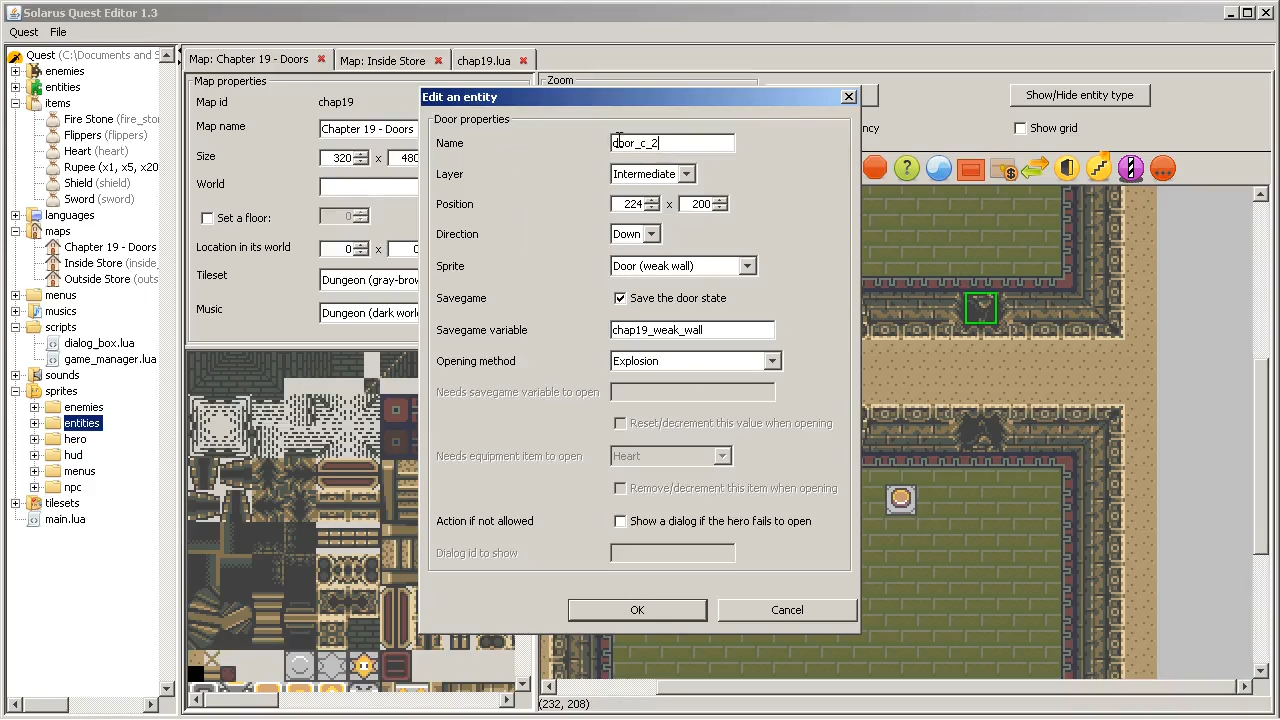 Solarus Quest Editor 1.3
Quest File
Quest (C:\Documents and S
enemies
entities
items
Fire Stone (fire_sto
Flippers (flippers)
Heart (heart)
Rupee (x1, x5, x20
Shield (shield)
Sword (sword)
languages
maps
Chapter 19 - Doors
Inside Store (insid
Outside Store (outs
menus
musics
scripts
dialog_box.lua
game_manager.lua
sounds
sprites
enemies
entities
hero
hud
menus
npc
tilesets
main.lua
Map: Chapter 19 - Doors
Map: Inside Store
chap19.lua
Map properties
Map id chap19
Map name Chapter 19 - Doors
Size 320 x 480
World
Set a floor: 0
Location in its world 0 x 0
Tileset Dungeon (gray-brow
Music Dungeon (dark world
Zoom
Show/Hide entity type
Show grid
Edit an entity
Door properties
Name door_c_2
Layer Intermediate
Position 224 x 200
Direction Down
Sprite Door (weak wall)
Savegame Save the door state
Savegame variable chap19_weak_wall
Opening method Explosion
Needs savegame variable to open
Reset/decrement this value when opening
Needs equipment item to open Heart
Remove/decrement this item when opening
Action if not allowed Show a dialog if the hero fails to open
Dialog id to show
OK Cancel
(232, 208)